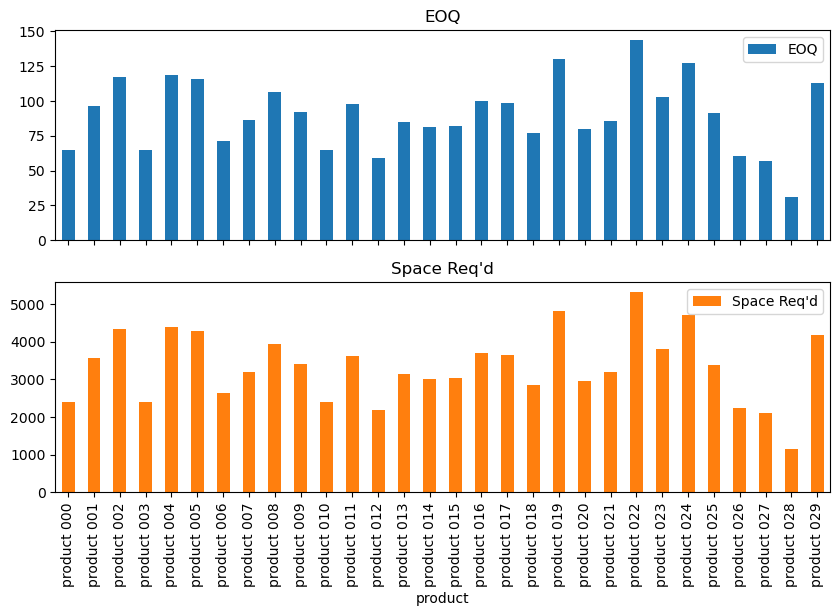 EOQ
150
125
100
75
50
25
0
EOQ
Space Req'd
5000
4000
3000
2000
1000
0
Space Req'd
product 000
product 001
product 002
product 003
product 004
product 005
product 006
product 007
product 008
product 009
product 010
product 011
product 012
product 013
product 014
product 015
product 016
product 017
product 018
product 019
product 020
product 021
product 022
product 023
product 024
product 025
product 026
product 027
product 028
product 029
product